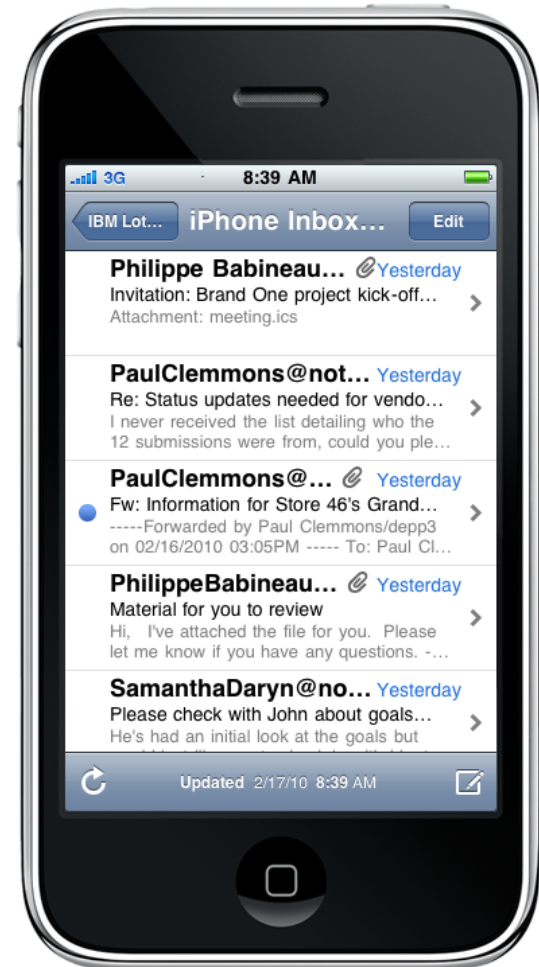 3G 8:39 AM
IBM Lot... iPhone Inbox... Edit
Philippe Babineau... Yesterday
Invitation: Brand One project kick-off...
Attachment: meeting.ics
PaulClemmons@not... Yesterday
Re: Status updates needed for vendo...
I never received the list detailing who the
12 submissions were from, could you ple...
PaulClemmons@... Yesterday
Fw: Information for Store 46's Grand...
-----Forwarded by Paul Clemmons/depp3
on 02/16/2010 03:05PM ----- To: Paul Cl...
PhilippeBabineau... Yesterday
Material for you to review
Hi, I've attached the file for you. Please
let me know if you have any questions. -...
SamanthaDaryn@no... Yesterday
Please check with John about goals...
He's had an initial look at the goals but
Updated 2/17/10 8:39 AM